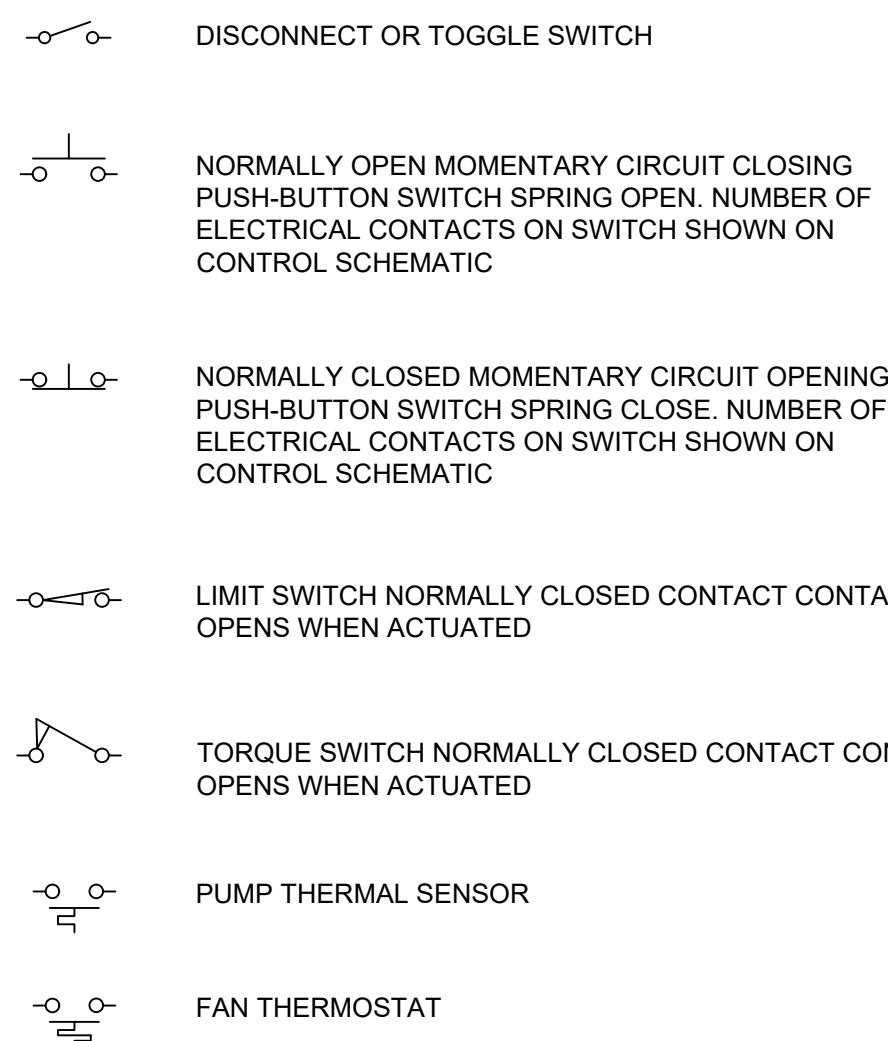 DISCONNECT OR TOGGLE SWITCH
NORMALLY OPEN MOMENTARY CIRCUIT CLOSING
PUSH-BUTTON SWITCH SPRING OPEN. NUMBER OF
ELECTRICAL CONTACTS ON SWITCH SHOWN ON
CONTROL SCHEMATIC
NORMALLY CLOSED MOMENTARY CIRCUIT OPENING
PUSH-BUTTON SWITCH SPRING CLOSE. NUMBER OF
ELECTRICAL CONTACTS ON SWITCH SHOWN ON
CONTROL SCHEMATIC
LIMIT SWITCH NORMALLY CLOSED CONTACT
OPENS WHEN ACTUATED
TORQUE SWITCH NORMALLY CLOSED CONTACT
OPENS WHEN ACTUATED
PUMP THERMAL SENSOR
FAN THERMOSTAT